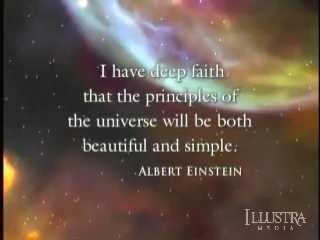 I have deep faith
that the principles of
the universe will be both
beautiful and simple.
ALBERT EINSTEIN
ILLUSTRA
MEDIA